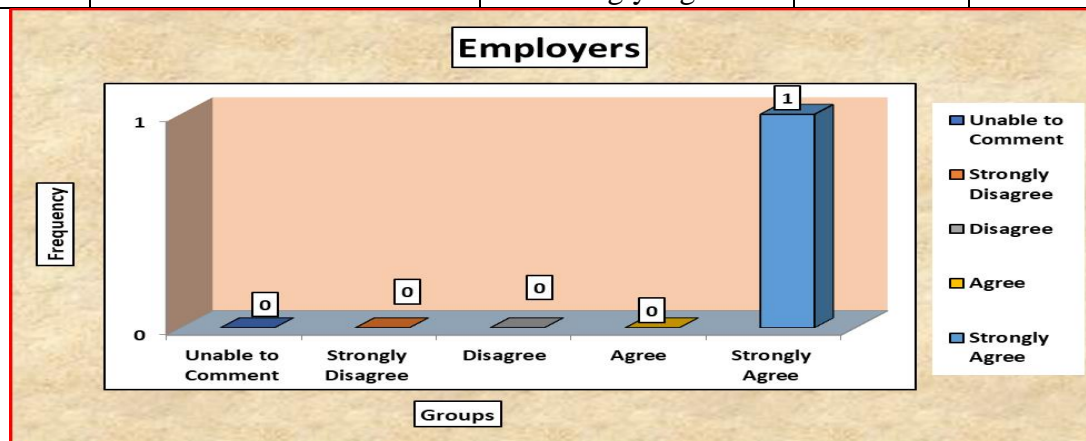 Employers
1
1
Frequency
0
0
0
0
0
Unable to
Comment
Strongly
Disagree
Disagree
Agree
Strongly
Agree
Groups
Unable to
Comment
Strongly
Disagree
Disagree
Agree
Strongly
Agree